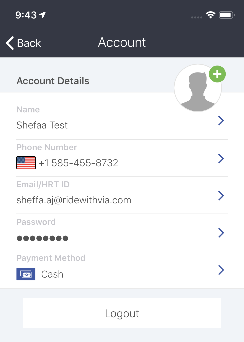 9:43
Back
Account
Account Details
Name
Shefaa Test
Phone Number
+1 585-455-8732
Email/HRT ID
sheffa.aj@ridewithvia.com
Password
●●●●●●●●
Payment Method
Cash
Logout